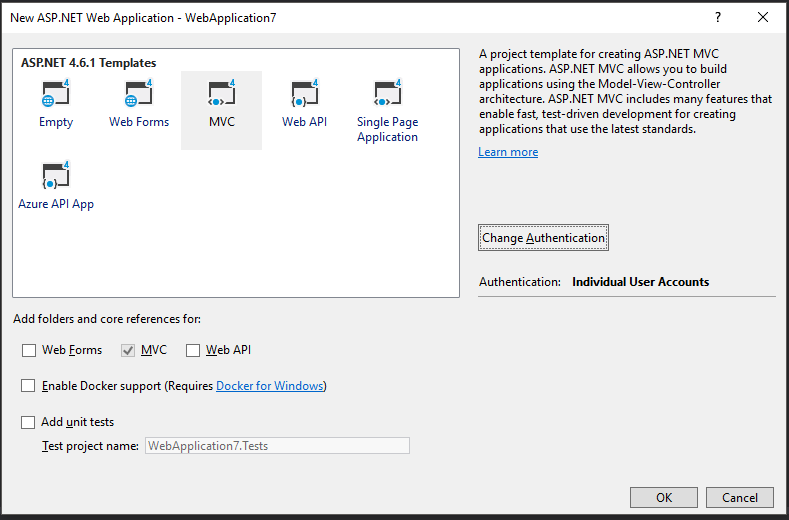 New ASP.NET Web Application - WebApplication7
ASP.NET 4.6.1 Templates
4 4 4 4 4
Empty Web Forms MVC Web API Single Page
Application
4
Azure API App
A project template for creating ASP.NET MVC
applications. ASP.NET MVC allows you to build
applications using the Model-View-Controller
architecture. ASP.NET MVC includes many features that
enable fast, test-driven development for creating
applications that use the latest standards.
Learn more
Change Authentication
Authentication: Individual User Accounts
Add folders and core references for:
Web Forms MVC Web API
Enable Docker support (Requires Docker for Windows)
Add unit tests
Test project name: WebApplication7.Tests
OK Cancel